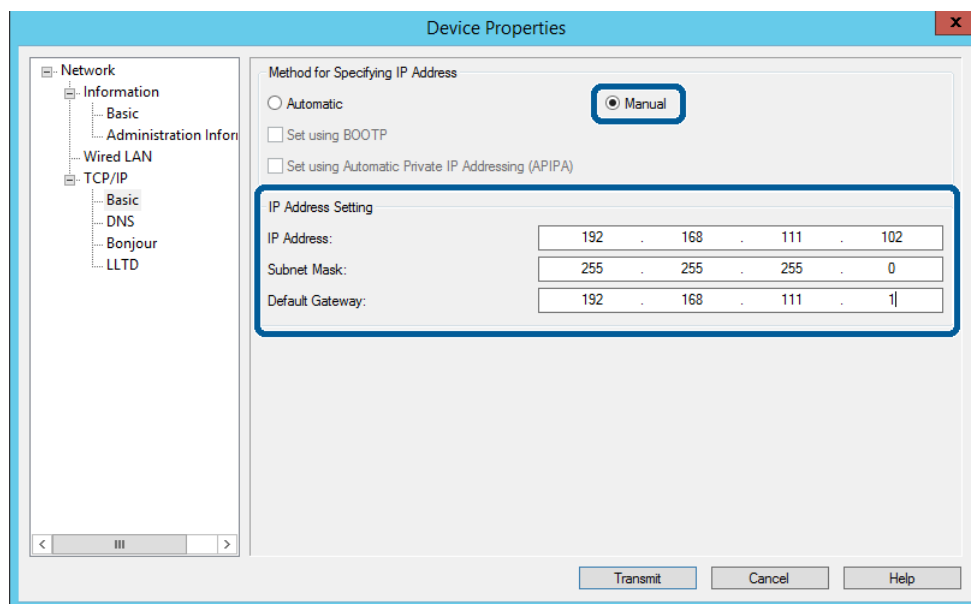 Device Properties
x
Network
Information
Basic
Administration Infor
Wired LAN
TCP/IP
Basic
DNS
Bonjour
LLTD
Method for Specifying IP Address
Automatic
Manual
Set using BOOTP
Set using Automatic Private IP Addressing (APIPA)
IP Address Setting
IP Address: 192 . 168 . 111 . 102
Subnet Mask: 255 . 255 . 255 . 0
Default Gateway: 192 . 168 . 111 . 1
Transmit Cancel Help